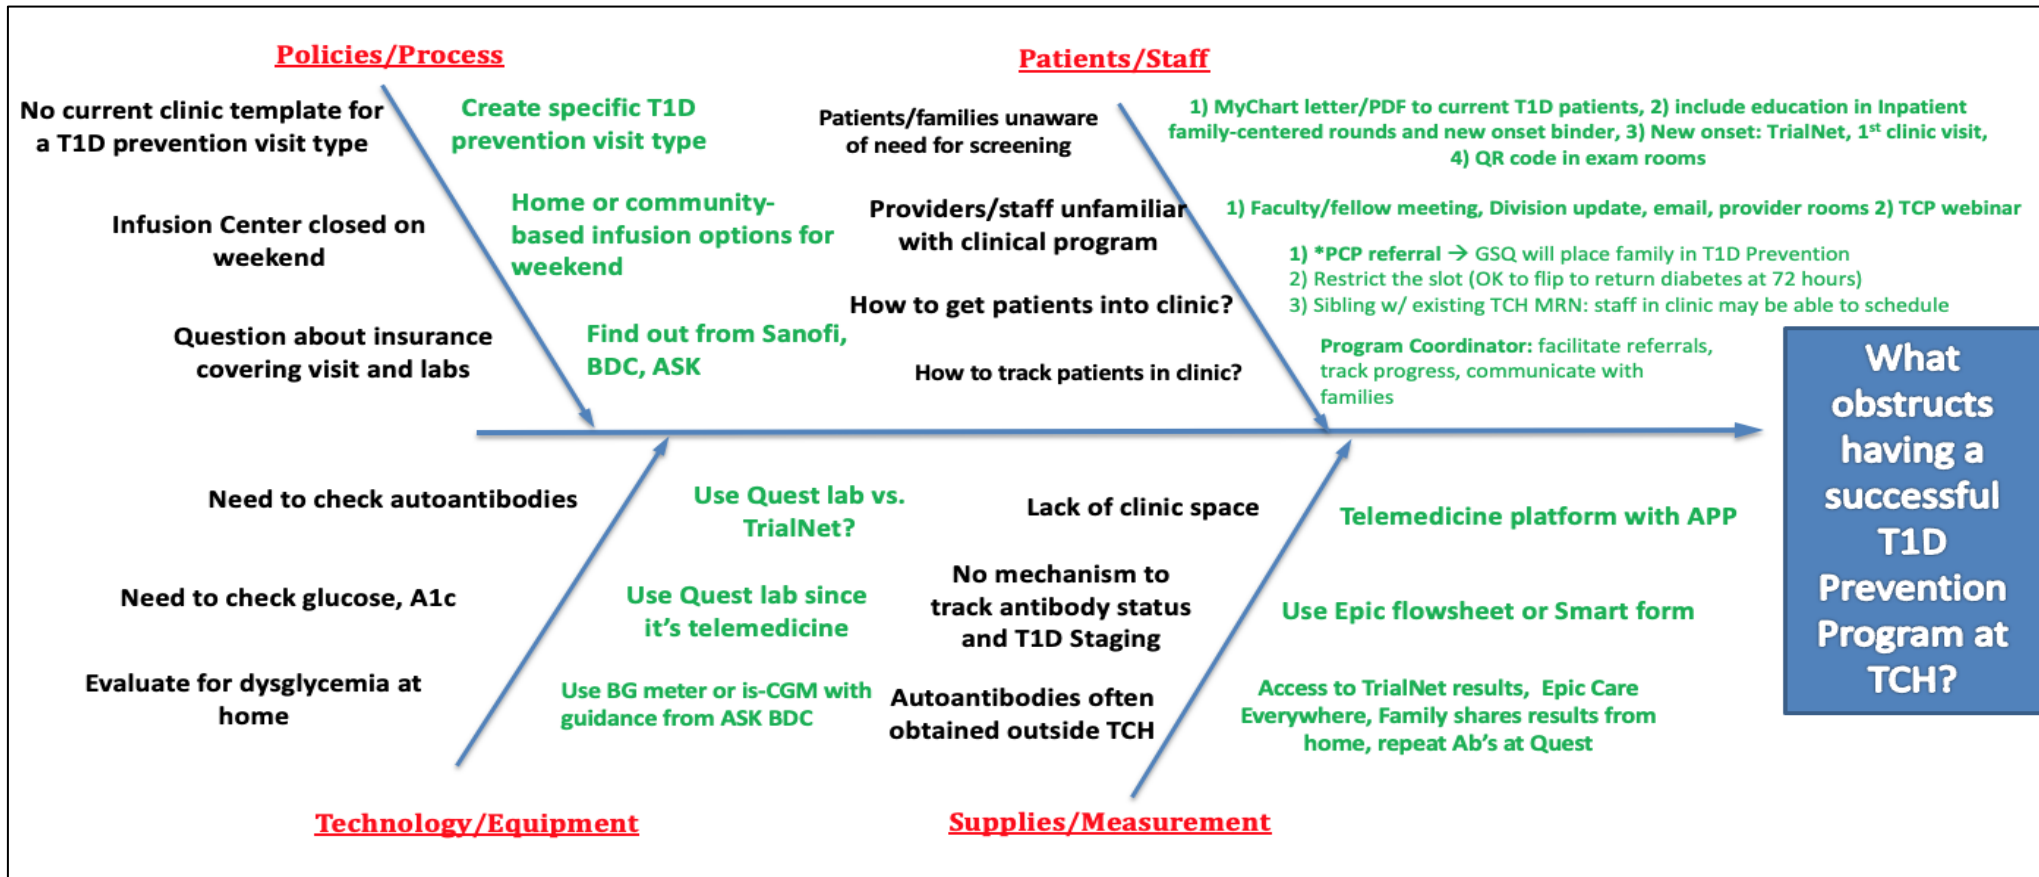 Policies/Process
No current clinic template for
a T1D prevention visit type
Create specific T1D
prevention visit type
Infusion Center closed on
weekend
Home or community-
based infusion options for
weekend
Question about insurance
covering visit and labs
Find out from Sanofi,
BDC, ASK
Patients/Staff
Patients/families unaware
of need for screening
1) MyChart letter/PDF to current T1D patients, 2) include education in Inpatient
family-centered rounds and new onset binder, 3) New onset: TrialNet, 1st clinic visit,
4) QR code in exam rooms
Providers/staff unfamiliar
with clinical program
1) Faculty/fellow meeting, Division update, email, provider rooms 2) TCP webinar
How to get patients into clinic?
1) *PCP referral → GSQ will place family in T1D Prevention
2) Restrict the slot (OK to flip to return diabetes at 72 hours)
3) Sibling w/ existing TCH MRN: staff in clinic may be able to schedule
How to track patients in clinic?
Program Coordinator: facilitate referrals,
track progress, communicate with
families
What
obstructs
having a
successful
T1D
Prevention
Program at
TCH?
Need to check autoantibodies
Use Quest lab vs.
TrialNet?
Need to check glucose, A1c
Use Quest lab since
it's telemedicine
Evaluate for dysglycemia at
home
Use BG meter or is-CGM with
guidance from ASK BDC
Technology/Equipment
Lack of clinic space
Telemedicine platform with APP
No mechanism to
track antibody status
and T1D Staging
Use Epic flowsheet or Smart form
Autoantibodies often
obtained outside TCH
Access to TrialNet results, Epic Care
Everywhere, Family shares results from
home, repeat Ab's at Quest
Supplies/Measurement